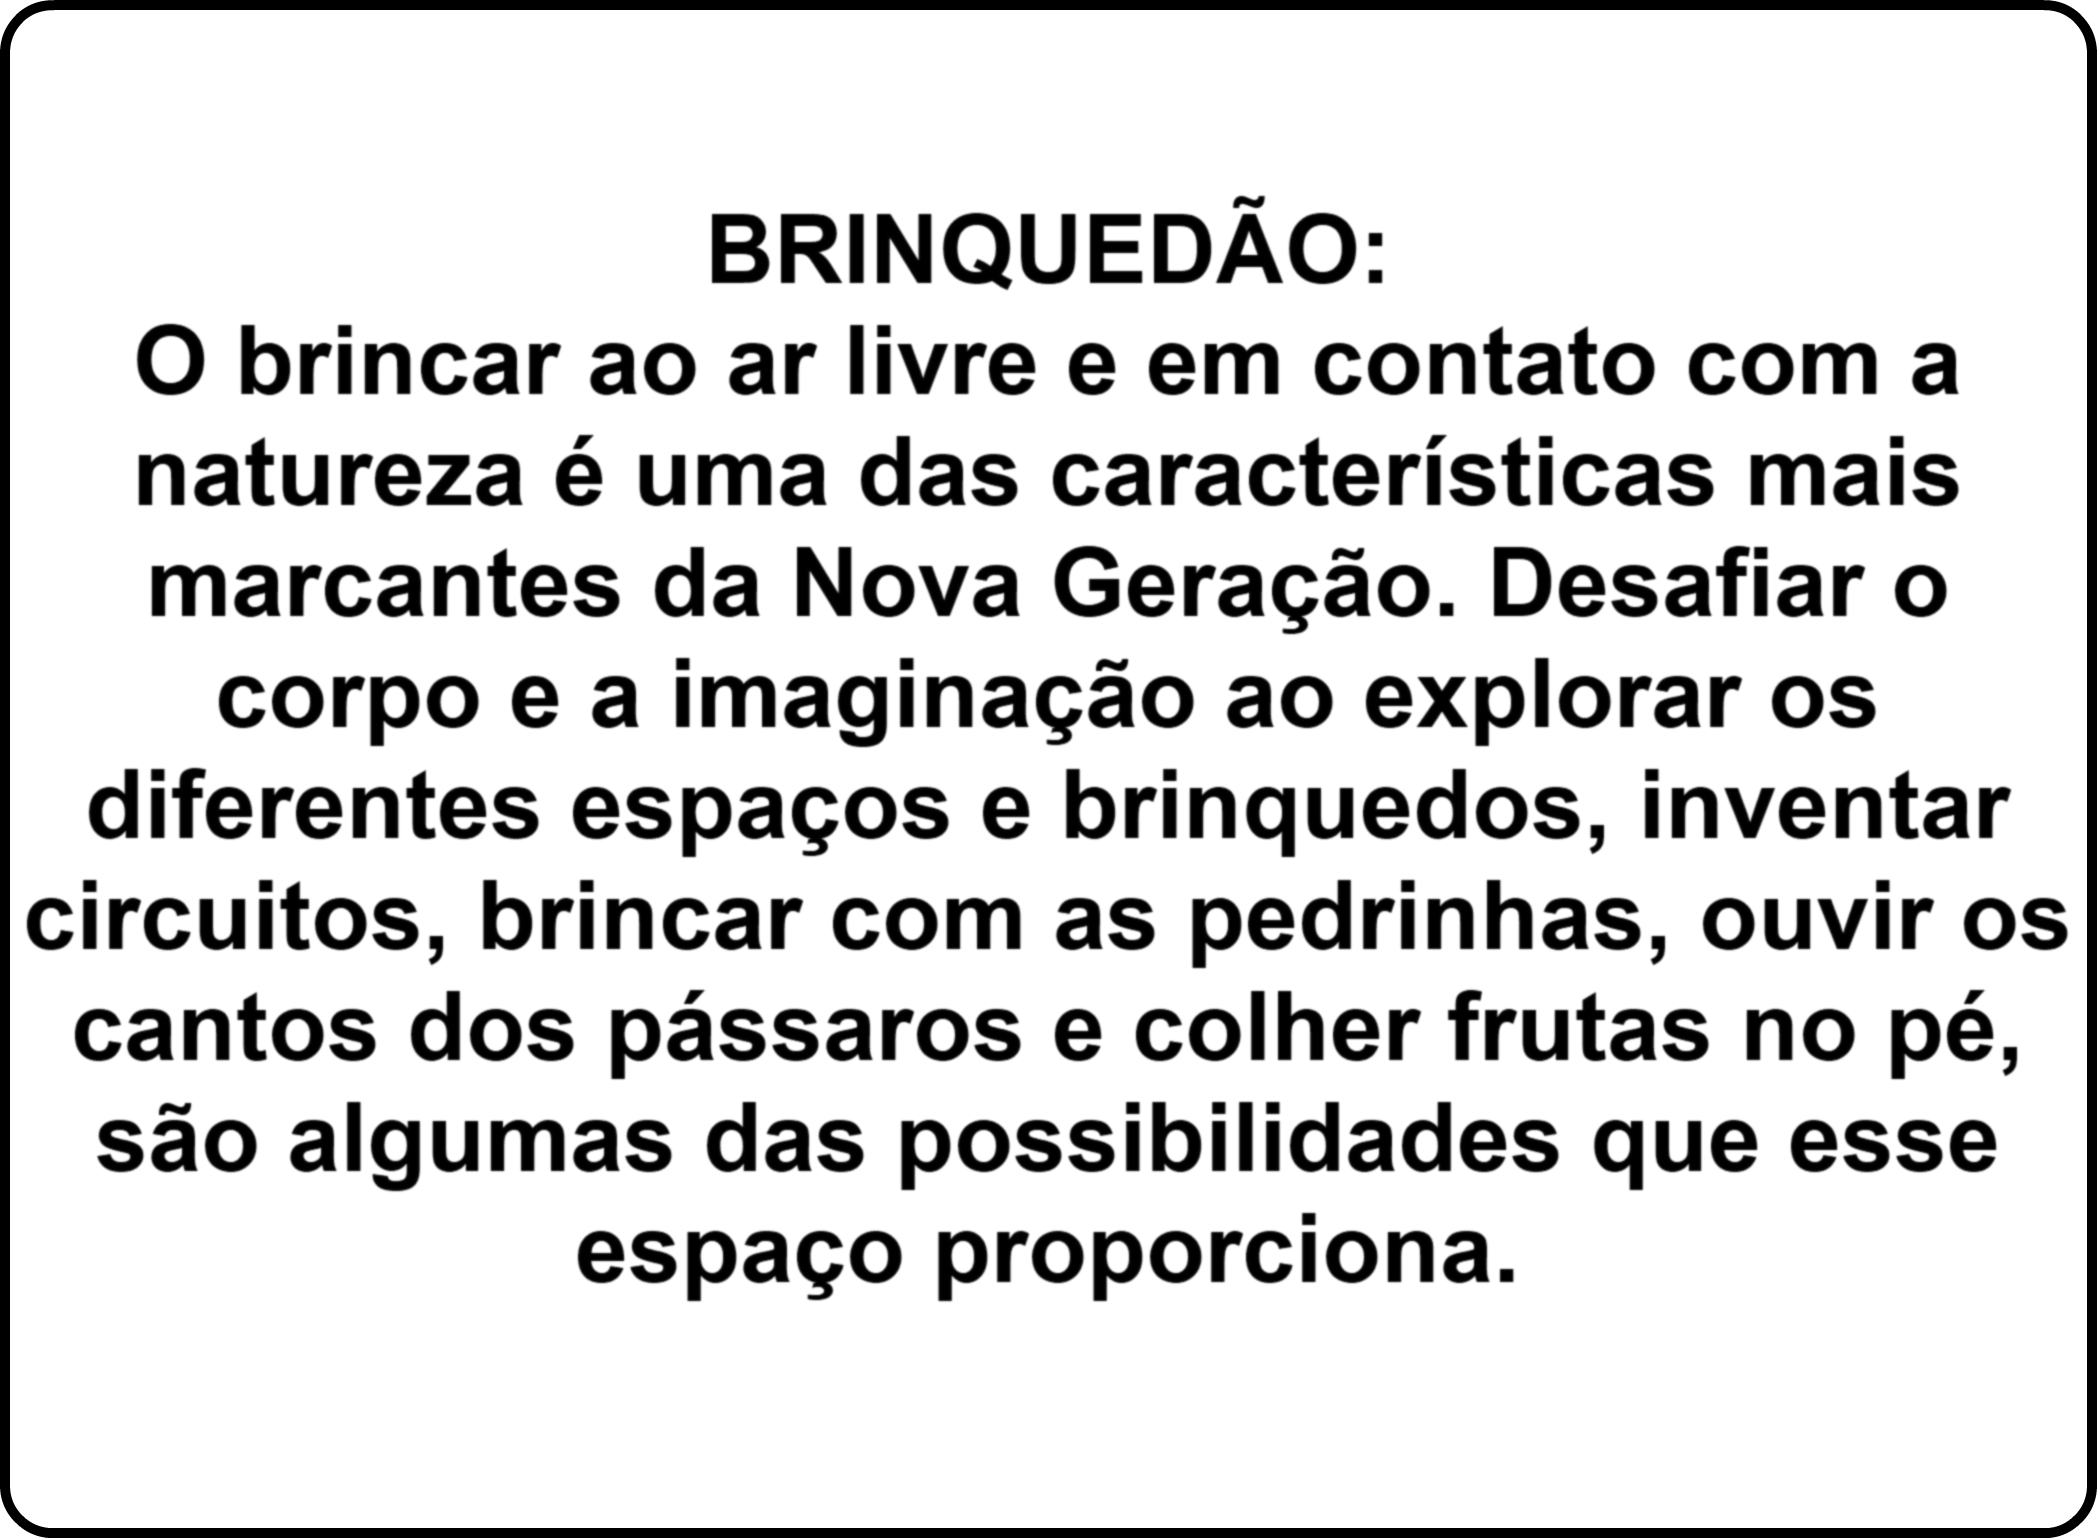 BRINQUEDÃO:
O brincar ao ar livre e em contato com a
natureza é uma das características mais
marcantes da Nova Geração. Desafiar o
corpo e a imaginação ao explorar os
diferentes espaços e brinquedos, inventar
circuitos, brincar com as pedrinhas, ouvir os
cantos dos pássaros e colher frutas no pé,
são algumas das possibilidades que esse
espaço proporciona.